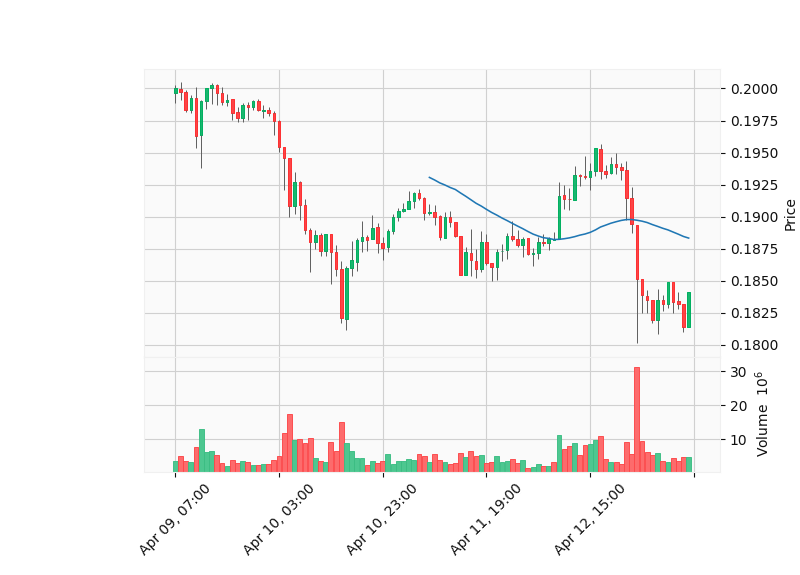 0.2000
0.1975
0.1950
0.1925
0.1900
0.1875
0.1850
0.1825
0.1800
Price
30
20
10
Volume 10⁶
Apr 09, 07:00
Apr 10, 03:00
Apr 10, 23:00
Apr 11, 19:00
Apr 12, 15:00